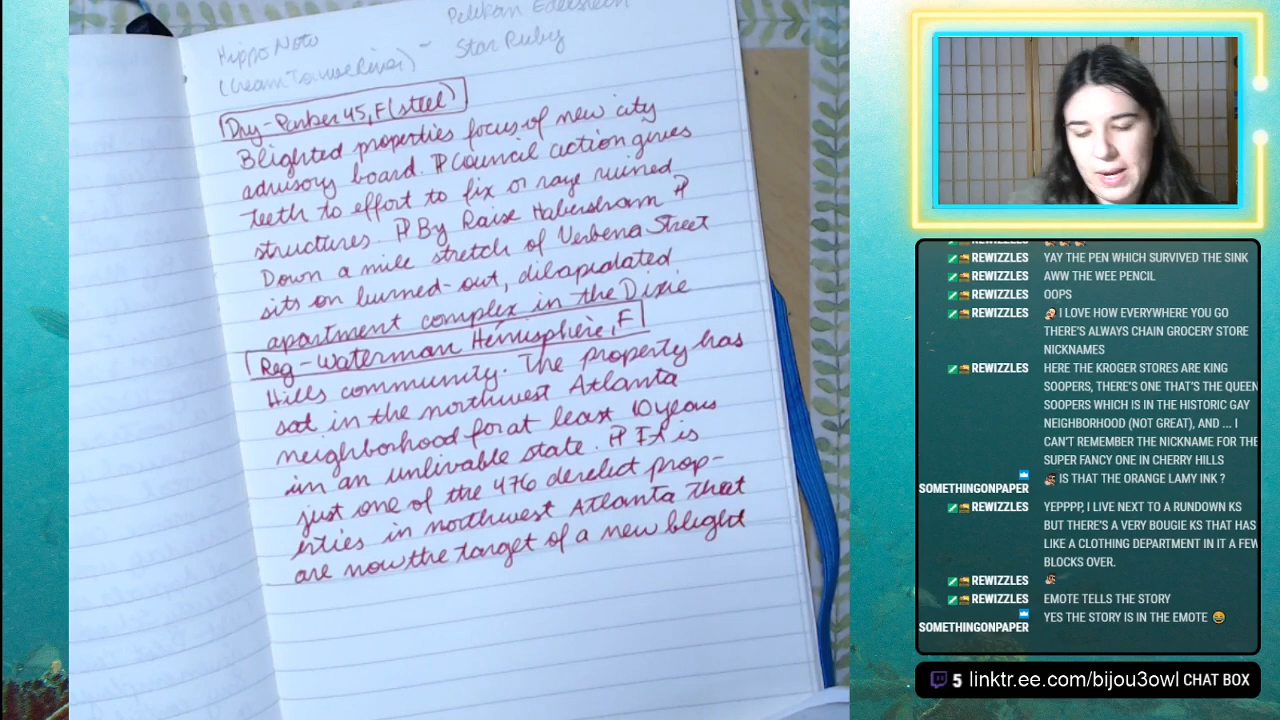 Pelikan Edelstein
Hippo Noto
(Cream Tomoe River) - Star Ruby
Dry-Parker 45, F (steel)
Blighted properties focus of new city
advisory board. ¶ Council action gives
teeth to effort to fix or raze ruined
structures. ¶ By Raisa Habersham ¶
Down a mile stretch of Verbena Street
sits on burned-out, dilapidated
apartment complex in the Dixie
Reg-Waterman Hémisphère, F
Hills community. The property has
sat in the northwest Atlanta
neighborhood for at least 10 years
in an unlivable state. ¶ It is
just one of the 476 derelict prop-
erties in northwest Atlanta that
are now the target of a new blight
REWIZZLES
REWIZZLES YAY THE PEN WHICH SURVIVED THE SINK
REWIZZLES AWW THE WEE PENCIL
REWIZZLES OOPS
REWIZZLES I LOVE HOW EVERYWHERE YOU GO
THERE'S ALWAYS CHAIN GROCERY STORE
NICKNAMES
REWIZZLES HERE THE KROGER STORES ARE KING
SOOPERS, THERE'S ONE THAT'S THE QUEEN
SOOPERS WHICH IS IN THE HISTORIC GAY
NEIGHBORHOOD (NOT GREAT), AND ... I
CAN'T REMEMBER THE NICKNAME FOR THE
SUPER FANCY ONE IN CHERRY HILLS
SOMETHINGONPAPER IS THAT THE ORANGE LAMY INK ?
REWIZZLES YEPPPP, I LIVE NEXT TO A RUNDOWN KS
BUT THERE'S A VERY BOUGIE KS THAT HAS
LIKE A CLOTHING DEPARTMENT IN IT A FEW
BLOCKS OVER.
REWIZZLES
REWIZZLES EMOTE TELLS THE STORY
SOMETHINGONPAPER YES THE STORY IS IN THE EMOTE
5 linktr.ee.com/bijou3owl CHAT BOX